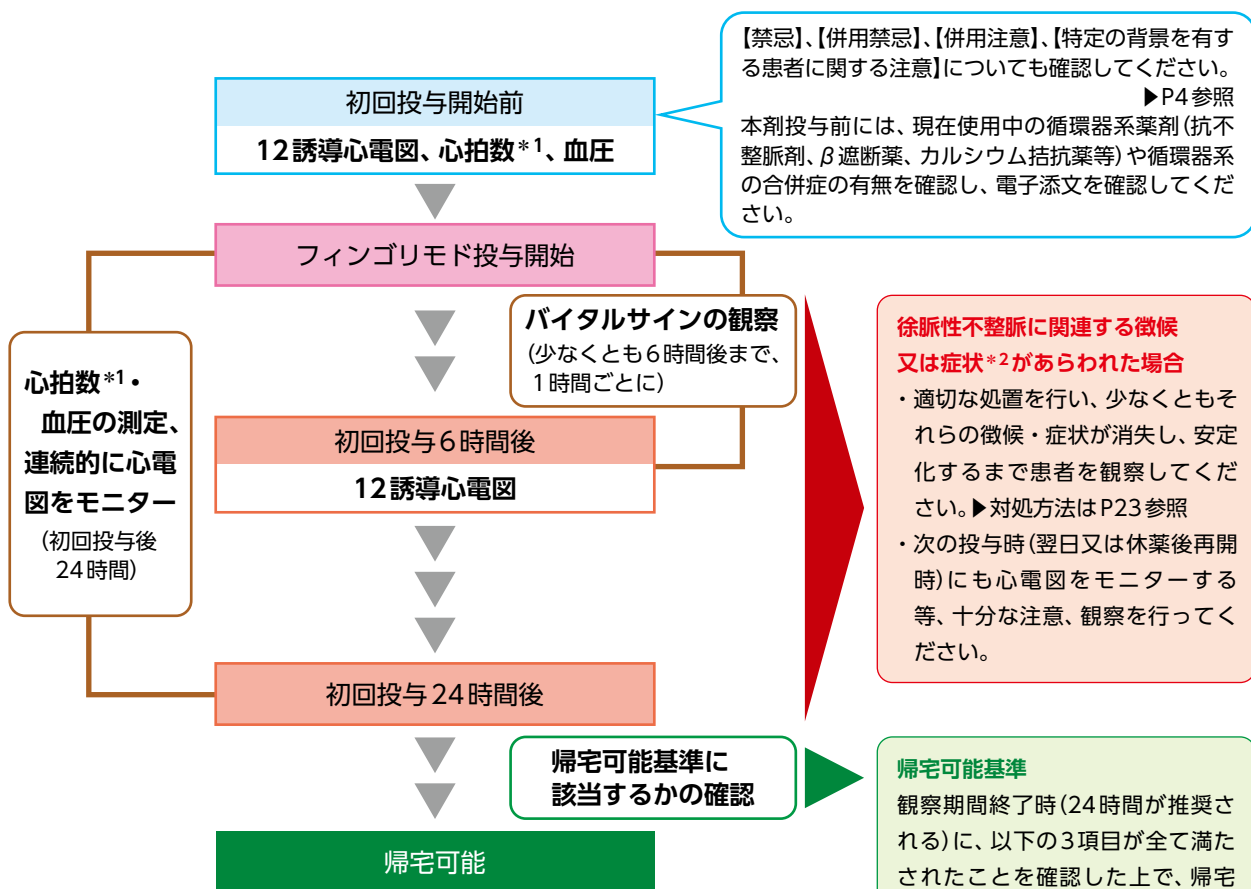 【禁忌】、【併用禁忌】、【併用注意】、【特定の背景を有す
る患者に関する注意】についても確認してください。
▶P4参照
本剤投与前には、現在使用中の循環器系薬剤(抗不
整脈剤、β遮断薬、カルシウム拮抗薬等)や循環器系
の合併症の有無を確認し、電子添文を確認してくだ
さい。
初回投与開始前
12誘導心電図、心拍数*1、血圧
フィンゴリモド投与開始
バイタルサインの観察
(少なくとも6時間後まで、
1時間ごとに)
心拍数*1・
血圧の測定、
連続的に心電
図をモニター
(初回投与後
24時間)
初回投与6時間後
12誘導心電図
徐脈性不整脈に関連する徴候
又は症状*2があらわれた場合
・適切な処置を行い、少なくともそ
れらの徴候・症状が消失し、安定
化するまで患者を観察してくだ
さい。▶対処方法はP23参照
・次の投与時(翌日又は休薬後再開
時)にも心電図をモニターする
等、十分な注意、観察を行ってく
ださい。
初回投与24時間後
帰宅可能基準に
該当するかの確認
帰宅可能
帰宅可能基準
観察期間終了時(24時間が推奨さ
れる)に、以下の3項目が全て満た
されたことを確認した上で、帰宅